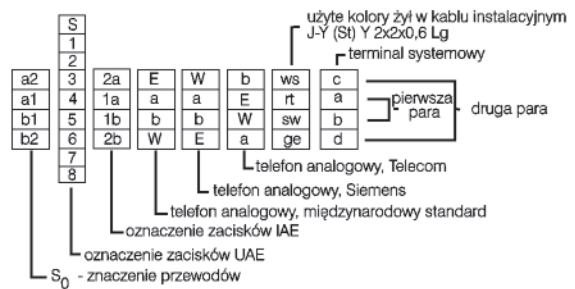 użyte kolory żył w kablu instalacyjnym
J-Y (St) Y 2x2x0,6 Lg
terminal systemowy
S
1
2
a2 3 2a E W b ws c
a1 4 1a a a E rt a pierwsza para
b1 5 1b b b W sw b druga para
b2 6 2b W E a ge d
7
8
telefon analogowy, Telecom
telefon analogowy, Siemens
telefon analogowy, międzynarodowy standard
oznaczenie zacisków IAE
oznaczenie zacisków UAE
S0 - znaczenie przewodów